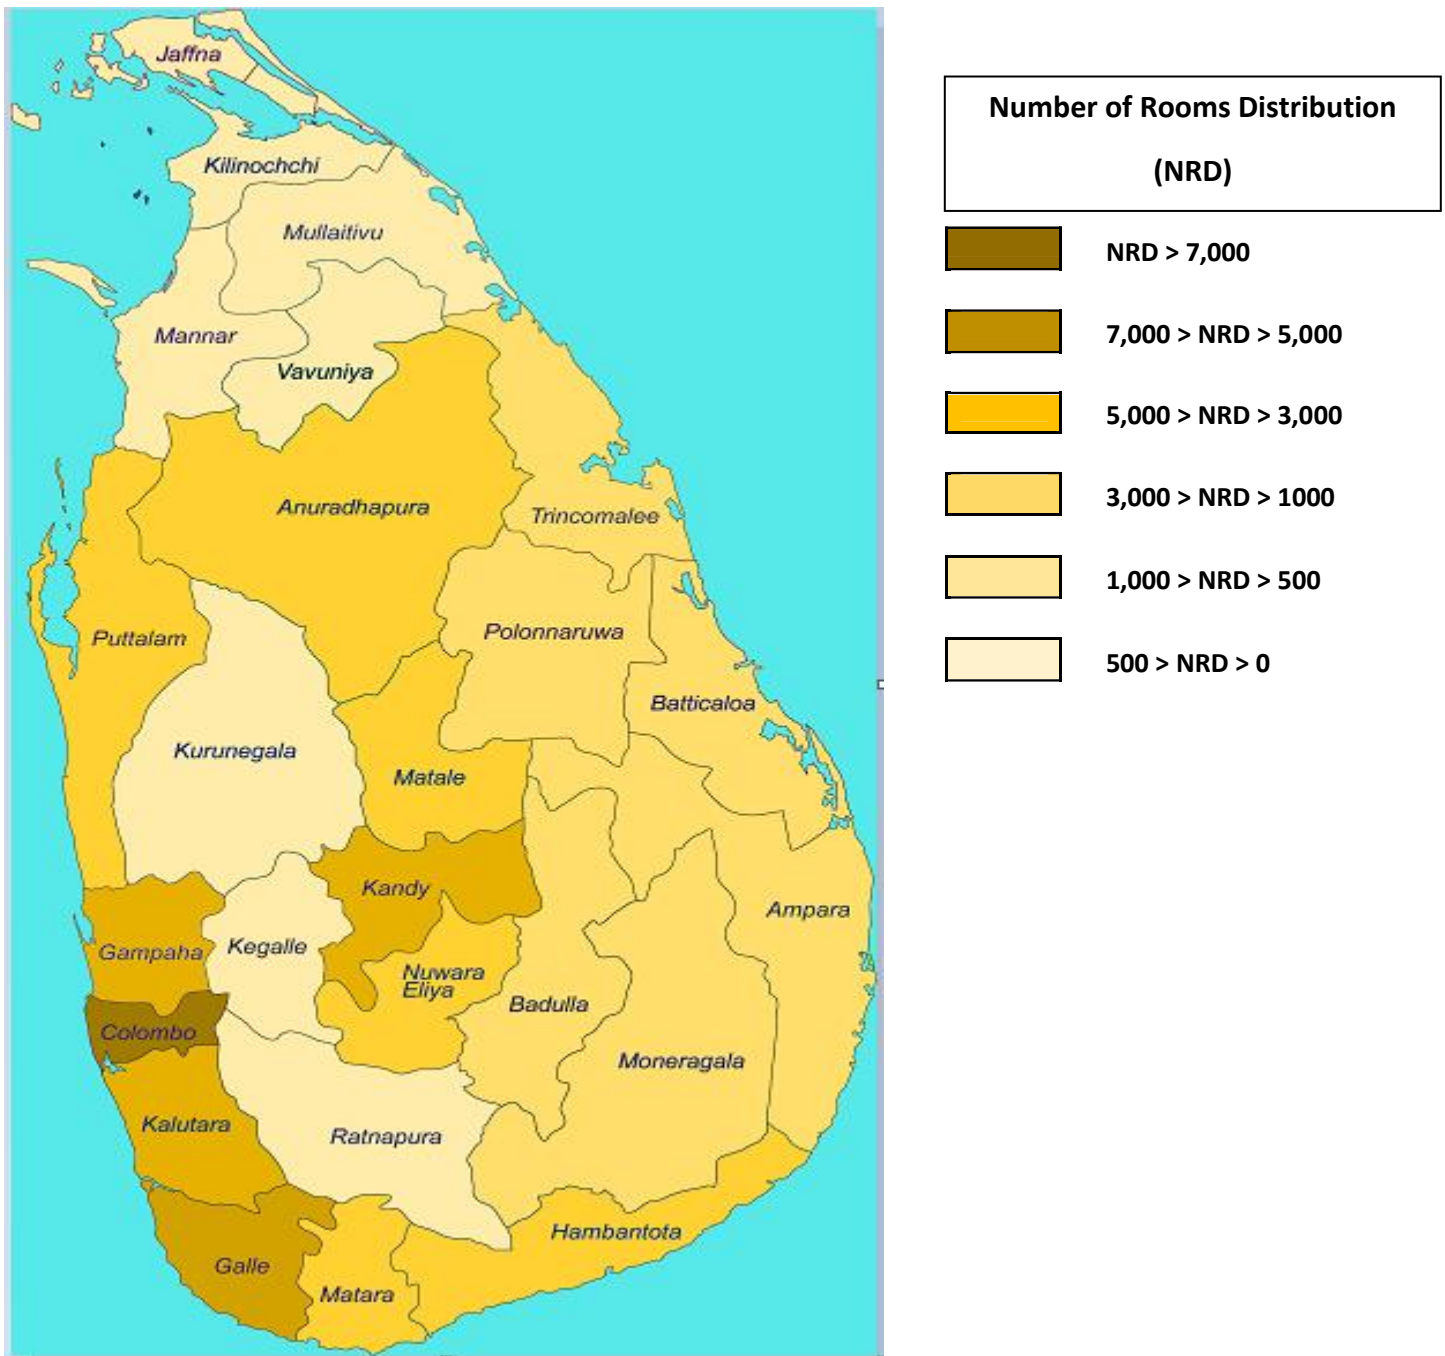 Jaffna
Kilinochchi
Mullaitivu
Mannar
Vavuniya
Anuradhapura
Trincomalee
Puttalam
Polonnaruwa
Batticaloa
Kurunegala
Matale
Kandy
Ampara
Gampaha
Kegalle
Nuwara
Eliya
Badulla
Colombo
Moneragala
Kalutara
Ratnapura
Hambantota
Galle
Matara
Number of Rooms Distribution
(NRD)
NRD > 7,000
7,000 > NRD > 5,000
5,000 > NRD > 3,000
3,000 > NRD > 1000
1,000 > NRD > 500
500 > NRD > 0